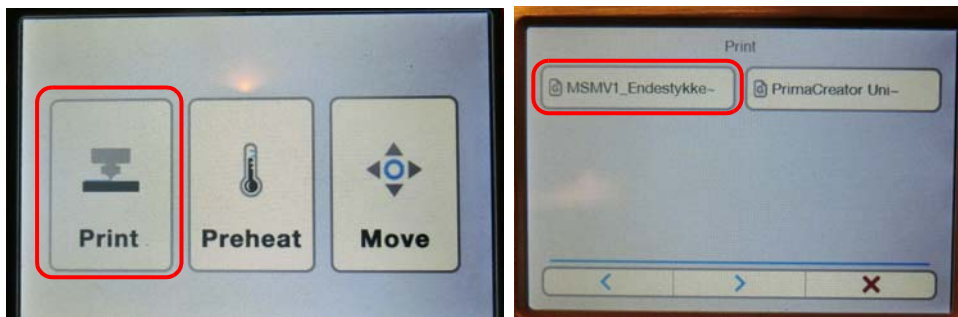 Print
Preheat
Move
Print
MSMV1_Endestykke~
PrimaCreator Uni~